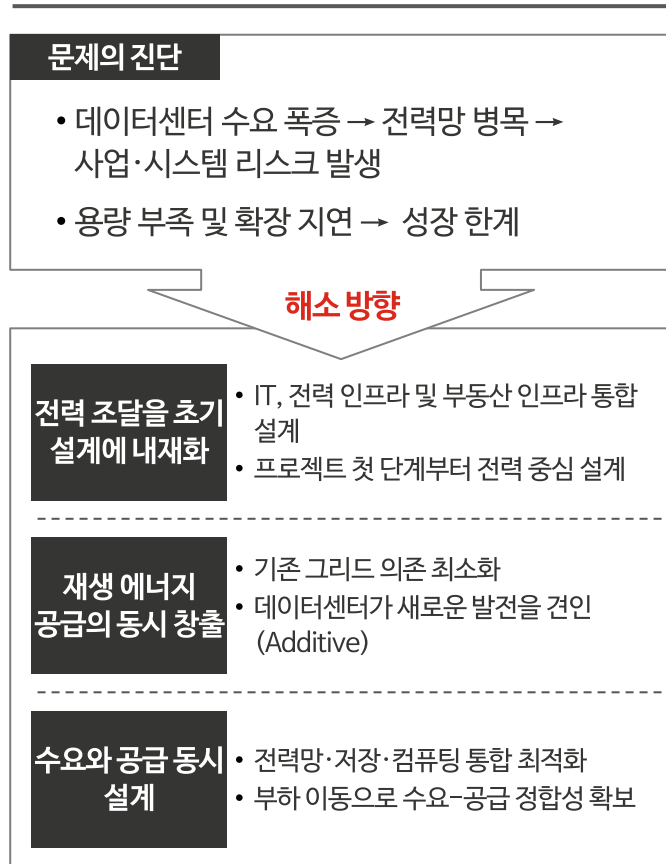 문제의 진단
• 데이터센터 수요 폭증 → 전력망 병목 →
사업·시스템 리스크 발생
• 용량 부족 및 확장 지연 → 성장 한계
해소 방향
전력 조달을 초기
설계에 내재화
• IT, 전력 인프라 및 부동산 인프라 통합
설계
• 프로젝트 첫 단계부터 전력 중심 설계
재생 에너지
공급의 동시 창출
• 기존 그리드 의존 최소화
• 데이터센터가 새로운 발전을 견인
(Additive)
수요와 공급 동시
설계
• 전력망·저장·컴퓨팅 통합 최적화
• 부하 이동으로 수요-공급 정합성 확보